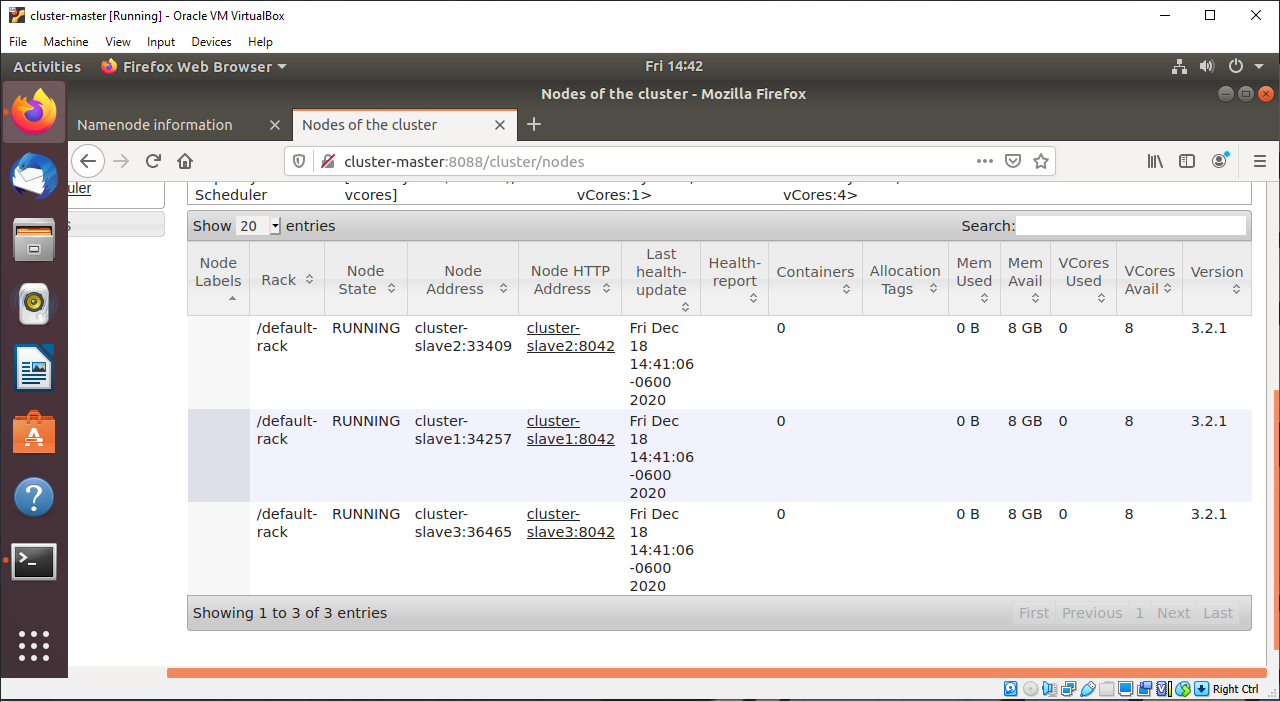 cluster-master [Running] - Oracle VM VirtualBox
File Machine View Input Devices Help
Activities Firefox Web Browser Fri 14:42
Nodes of the cluster - Mozilla Firefox
Namenode information Nodes of the cluster
cluster-master:8088/cluster/nodes
Scheduler vcores] vCores:1> vCores:4>
Show 20 entries Search:
Node Labels Rack Node State Node Address Node HTTP Address Last health-update Health-report Containers Allocation Tags Mem Used Mem Avail VCores Used VCores Avail Version
/default-rack RUNNING cluster-slave2:33409 cluster-slave2:8042 Fri Dec 18 14:41:06 -0600 2020 0 0 B 8 GB 0 8 3.2.1
/default-rack RUNNING cluster-slave1:34257 cluster-slave1:8042 Fri Dec 18 14:41:06 -0600 2020 0 0 B 8 GB 0 8 3.2.1
/default-rack RUNNING cluster-slave3:36465 cluster-slave3:8042 Fri Dec 18 14:41:06 -0600 2020 0 0 B 8 GB 0 8 3.2.1
Showing 1 to 3 of 3 entries First Previous 1 Next Last
Right Ctrl